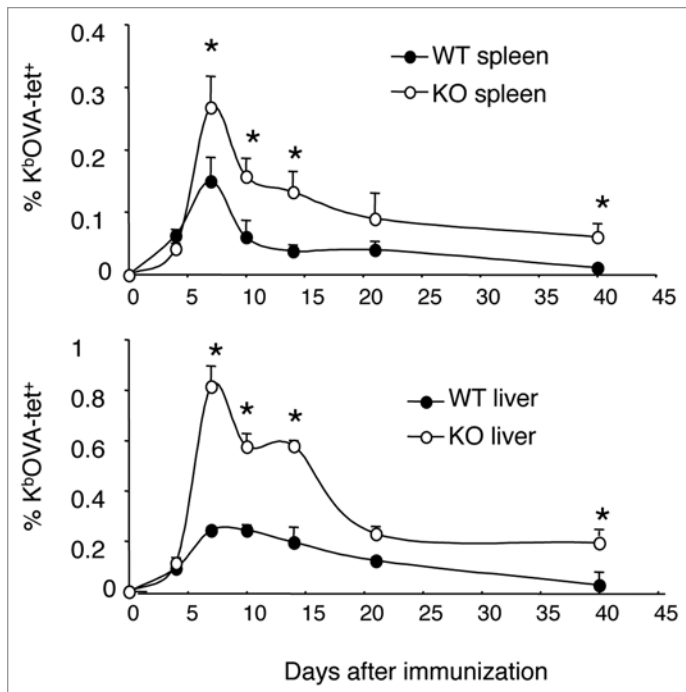 0.4
0.3
0.2
0.1
0
% KᵇOVA-tet⁺
* * * *
WT spleen
KO spleen
0 5 10 15 20 25 30 35 40 45
1
0.8
0.6
0.4
0.2
0
% KᵇOVA-tet⁺
* * * *
WT liver
KO liver
0 5 10 15 20 25 30 35 40 45
Days after immunization